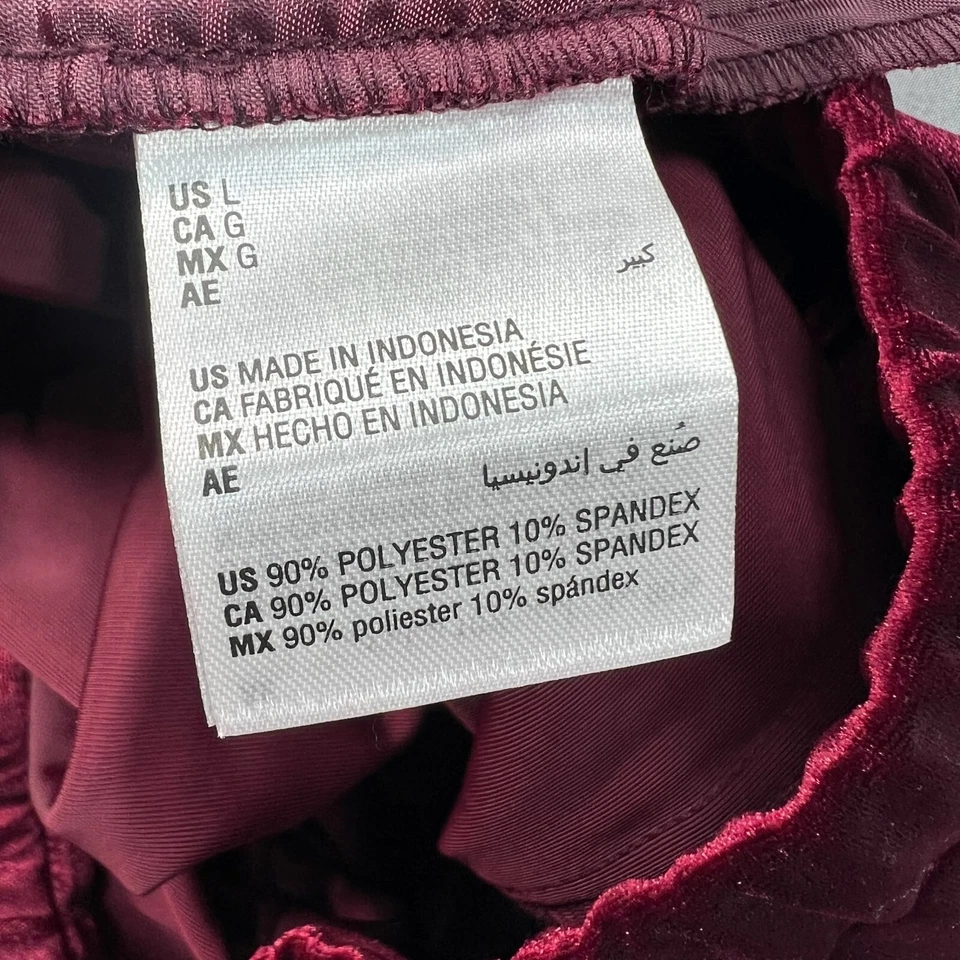 US L
CA G
MX G
AE كبير
US MADE IN INDONESIA
CA FABRIQUÉ EN INDONÉSIE
MX HECHO EN INDONESIA
AE صُنع في اندونيسيا
US 90% POLYESTER 10% SPANDEX
CA 90% POLYESTER 10% SPANDEX
MX 90% poliester 10% spándex